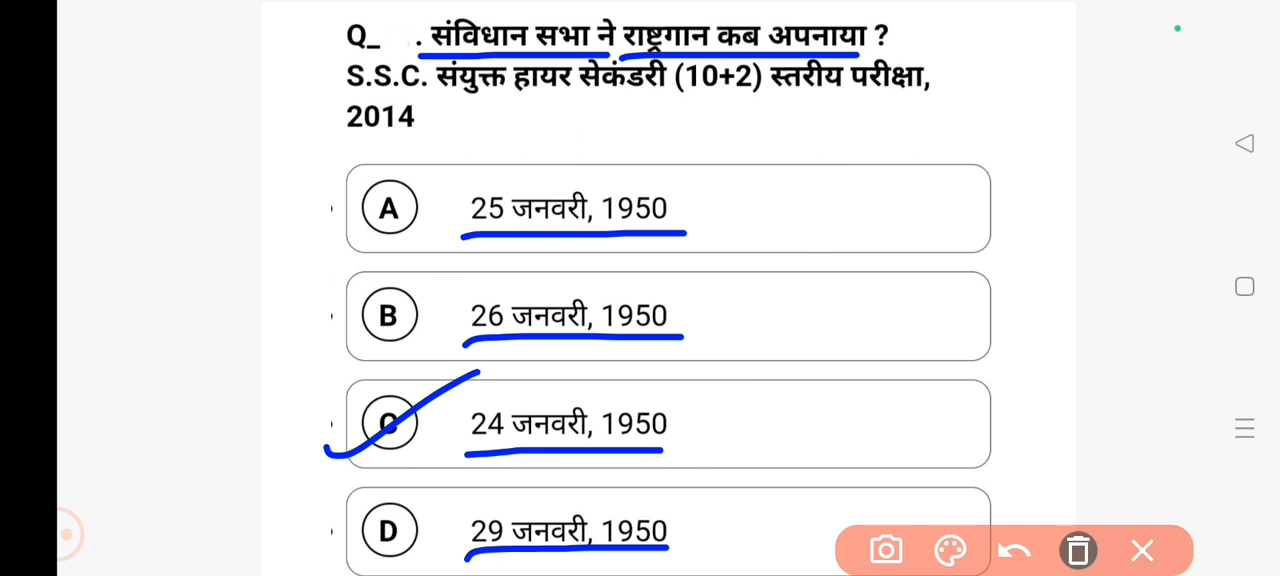 Q_ . संविधान सभा ने राष्ट्रगान कब अपनाया ?
S.S.C. संयुक्त हायर सेकंडरी (10+2) स्तरीय परीक्षा,
2014
A 25 जनवरी, 1950
B 26 जनवरी, 1950
C 24 जनवरी, 1950
D 29 जनवरी, 1950